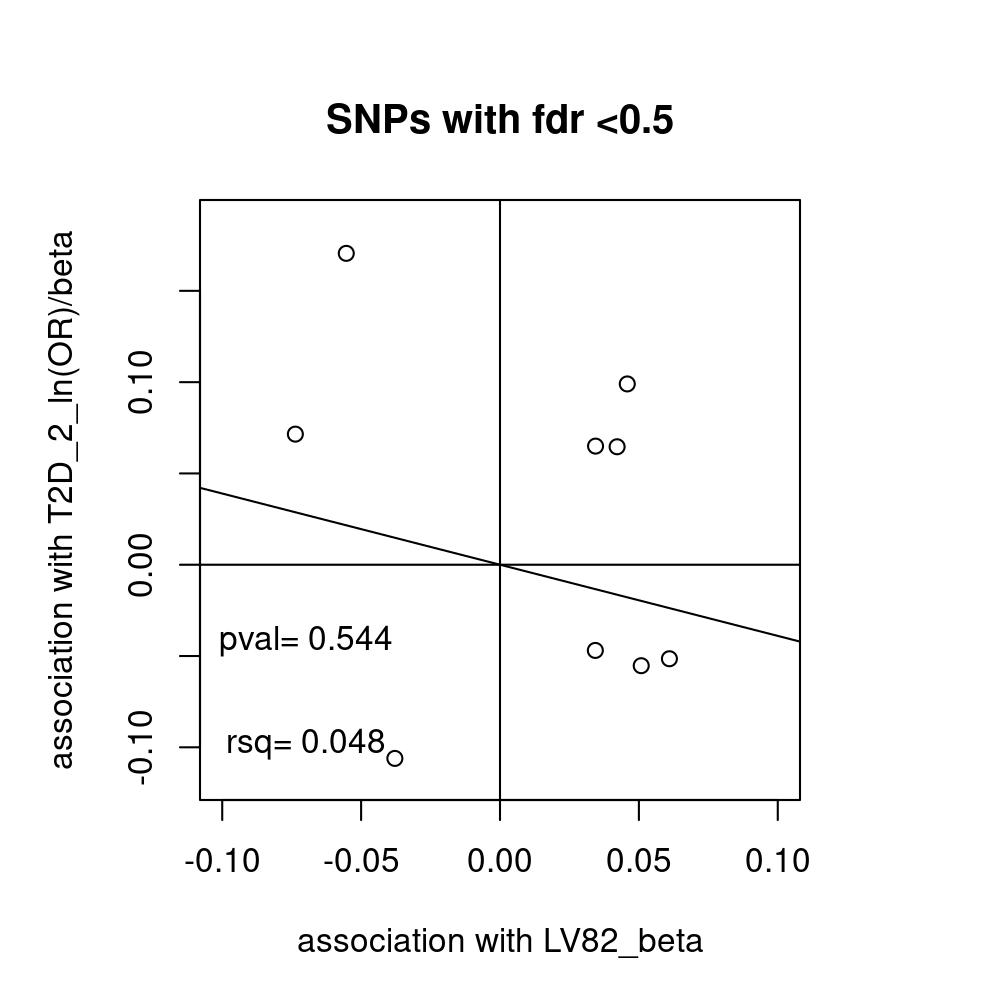 SNPs with fdr <0.5
association with T2D_2_ln(OR)/beta
0.10
0.00
-0.10
pval= 0.544
rsq= 0.048
-0.10 -0.05 0.00 0.05 0.10
association with LV82_beta